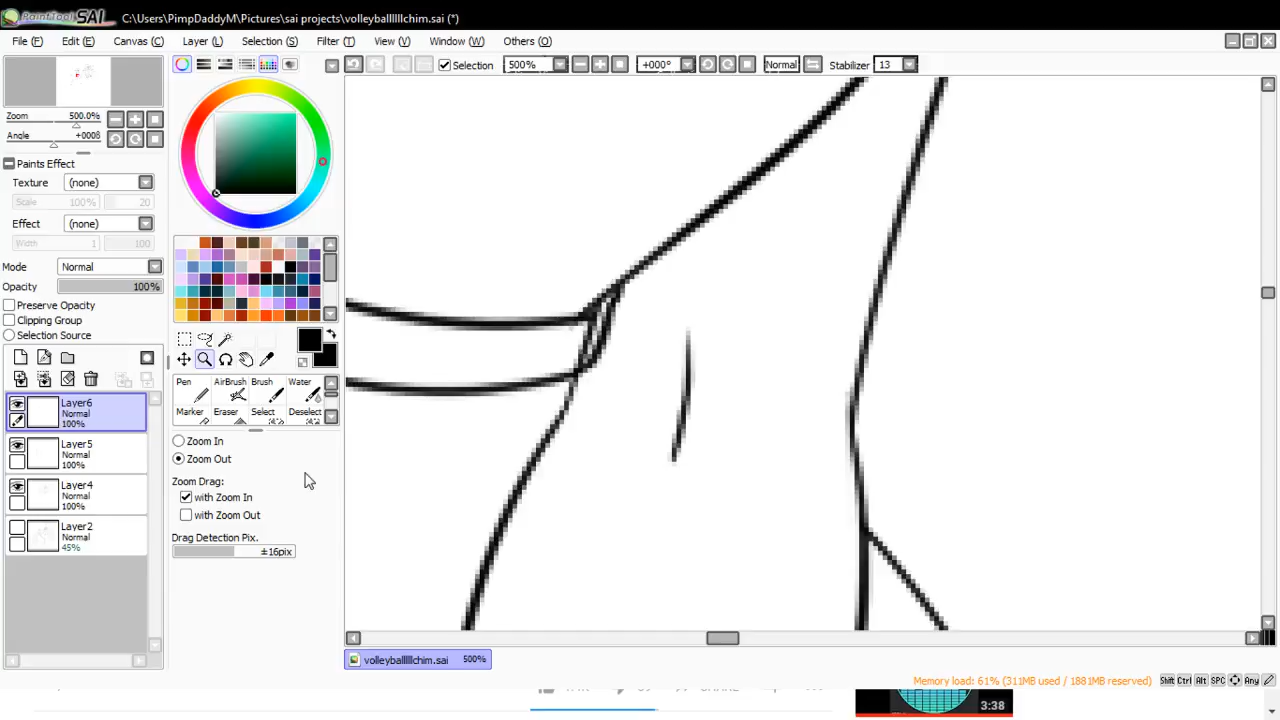 PaintTool SAI C:\Users\PimpDaddyM\Pictures\sai projects\volleyballlllchim.sai (*)
File (F) Edit (E) Canvas (C) Layer (L) Selection (S) Filter (T) View (V) Window (W) Others (O)
Selection 500% +000° Normal Stabilizer 13
Zoom 500.0%
Angle +000ß
Paints Effect
Texture (none)
Scale 100% 20
Effect (none)
Width 1 100
Mode Normal
Opacity 100%
Preserve Opacity
Clipping Group
Selection Source
Pen AirBrush Brush Water
Marker Eraser Select Deselect
Layer6
Normal
100%
Layer5
Normal
100%
Layer4
Normal
100%
Layer2
Normal
45%
Zoom In
Zoom Out
Zoom Drag:
with Zoom In
with Zoom Out
Drag Detection Pix.
±16pix
volleyballlllchim.sai 500%
Memory load: 61% (311MB used / 1881MB reserved) Shft Ctrl Alt SPC Any
3:38